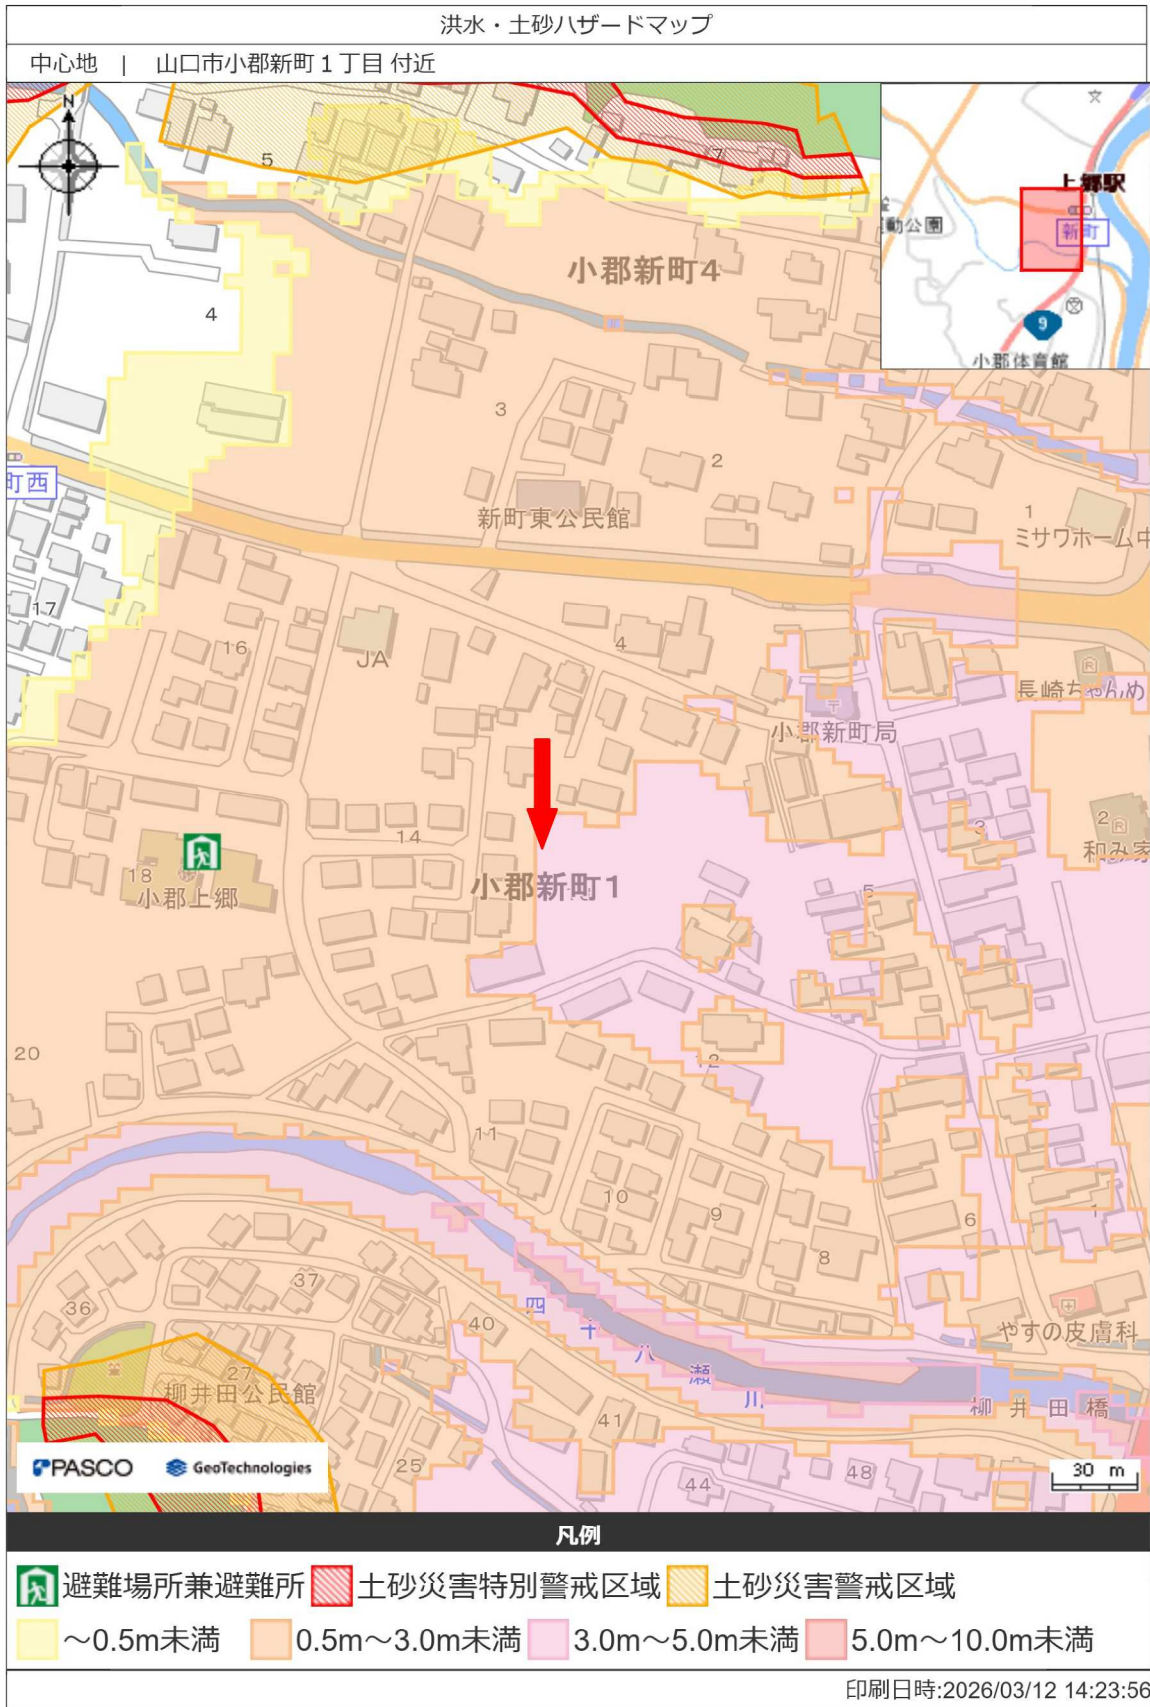 洪水・土砂ハザードマップ
中心地 | 山口市小郡新町1丁目 付近
N
5
7
上郷駅
動公園
新町
9
小郡体育館
小郡新町4
4
3
2
町西
新町東公民館
1
ミサワホーム中
17
16
JA
4
長崎ちゃんめ
小郡新町局
3
2
和み家
14
18
小郡上郷
小郡新町1
5
20
12
11
10
9
8
6
1
36
37
40
四十八瀬川
やすの皮膚科
27
柳井田公民館
柳井田橋
41
25
44
48
PASCO GeoTechnologies
30 m
凡例
避難場所兼避難所 土砂災害特別警戒区域 土砂災害警戒区域
～0.5m未満 0.5m～3.0m未満 3.0m～5.0m未満 5.0m～10.0m未満
印刷日時:2026/03/12 14:23:56